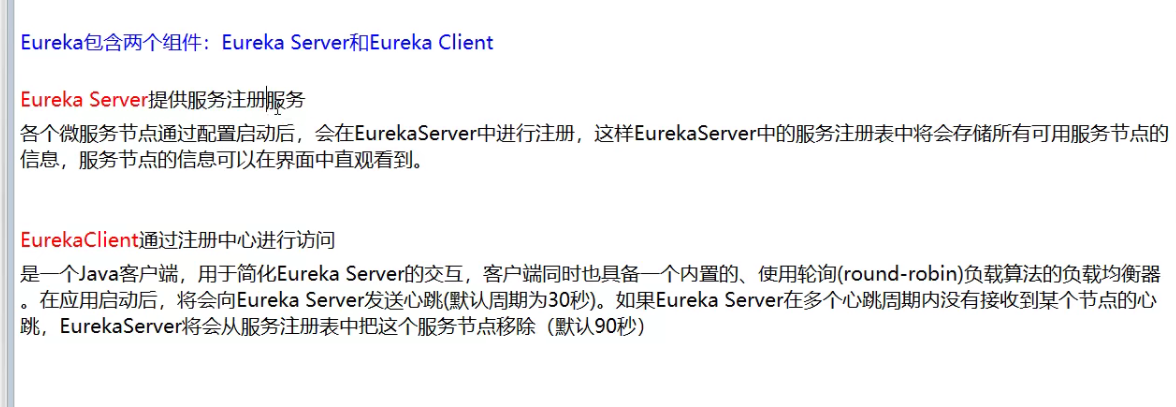 Eureka包含两个组件：Eureka Server和Eureka Client
Eureka Server提供服务注册服务
各个微服务节点通过配置启动后，会在EurekaServer中进行注册，这样EurekaServer中的服务注册表中将会存储所有可用服务节点的
信息，服务节点的信息可以在界面中直观看到。
EurekaClient通过注册中心进行访问
是一个Java客户端，用于简化Eureka Server的交互，客户端同时也具备一个内置的、使用轮询(round-robin)负载算法的负载均衡器
。在应用启动后，将会向Eureka Server发送心跳(默认周期为30秒)。如果Eureka Server在多个心跳周期内没有接收到某个节点的心
跳，EurekaServer将会从服务注册表中把这个服务节点移除（默认90秒）